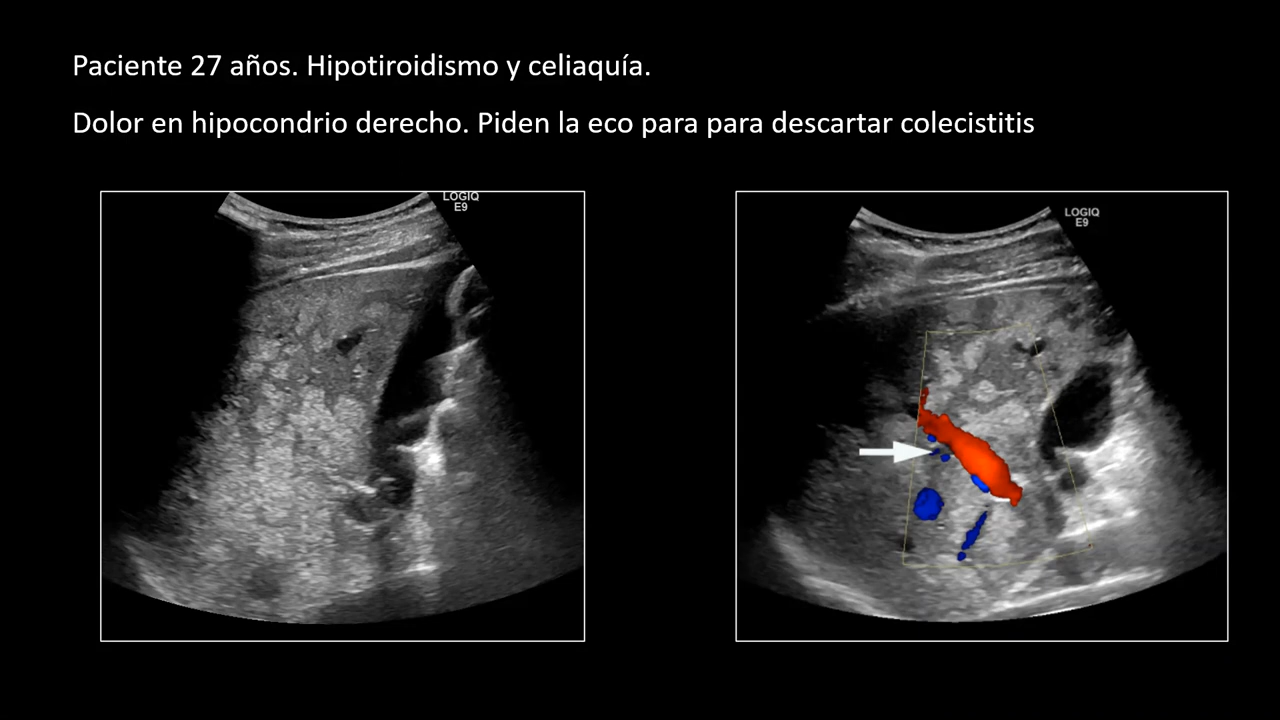 Paciente 27 años. Hipotiroidismo y celiaquía.
Dolor en hipocondrio derecho. Piden la eco para para descartar colecistitis
LOGIQ
E9
LOGIQ
E9